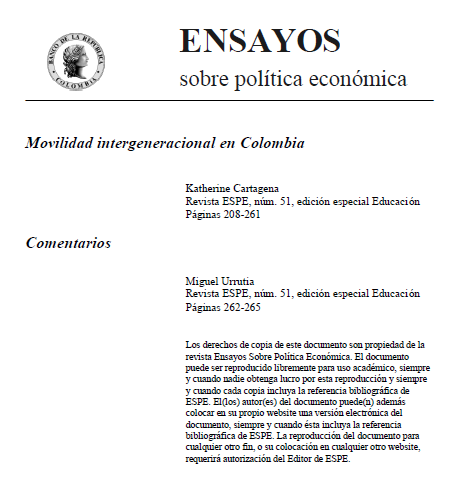 BANCO DE LA REPUBLICA
COLOMBIA
ENSAYOS
sobre política económica
Movilidad intergeneracional en Colombia
Katherine Cartagena
Revista ESPE, núm. 51, edición especial Educación
Páginas 208-261
Comentarios
Miguel Urrutia
Revista ESPE, núm. 51, edición especial Educación
Páginas 262-265
Los derechos de copia de este documento son propiedad de la
revista Ensayos Sobre Política Económica. El documento
puede ser reproducido libremente para uso académico, siempre
y cuando nadie obtenga lucro por esta reproducción y siempre
y cuando cada copia incluya la referencia bibliográfica de
ESPE. El(los) autor(es) del documento puede(n) además
colocar en su propio website una versión electrónica del
documento, siempre y cuando ésta incluya la referencia
bibliográfica de ESPE. La reproducción del documento para
cualquier otro fin, o su colocación en cualquier otro website,
requerirá autorización del Editor de ESPE.